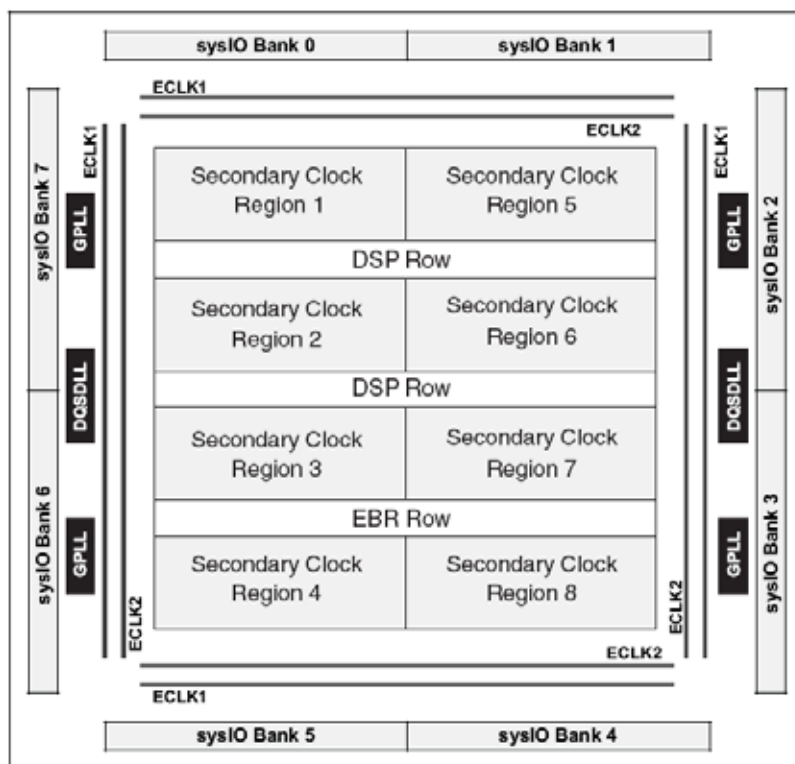 sysIO Bank 0
sysIO Bank 1
ECLK1
ECLK2
sysIO Bank 7
ECLK1
GPLL
DQSDLL
sysIO Bank 6
GPLL
ECLK2
Secondary Clock
Region 1
Secondary Clock
Region 5
DSP Row
Secondary Clock
Region 2
Secondary Clock
Region 6
DSP Row
Secondary Clock
Region 3
Secondary Clock
Region 7
EBR Row
Secondary Clock
Region 4
Secondary Clock
Region 8
ECLK1
GPLL
sysIO Bank 2
DQSDLL
GPLL
sysIO Bank 3
ECLK2
ECLK2
ECLK1
sysIO Bank 5
sysIO Bank 4